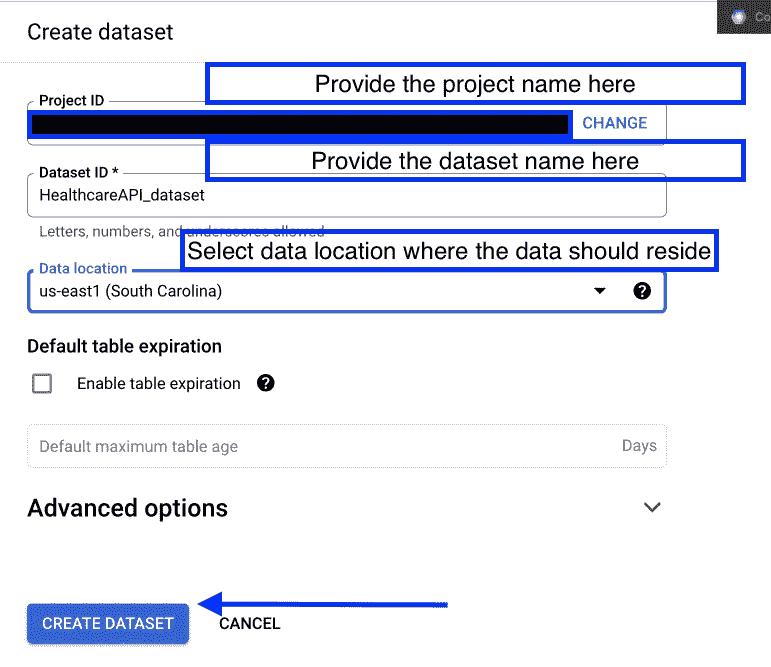 Create dataset
Co
Provide the project name here
Project ID
CHANGE
Provide the dataset name here
Dataset ID *
HealthcareAPI_dataset
Letters, numbers, and underscores allowed
Select data location where the data should reside
Data location
us-east1 (South Carolina)
Default table expiration
Enable table expiration
Default maximum table age Days
Advanced options
CREATE DATASET CANCEL